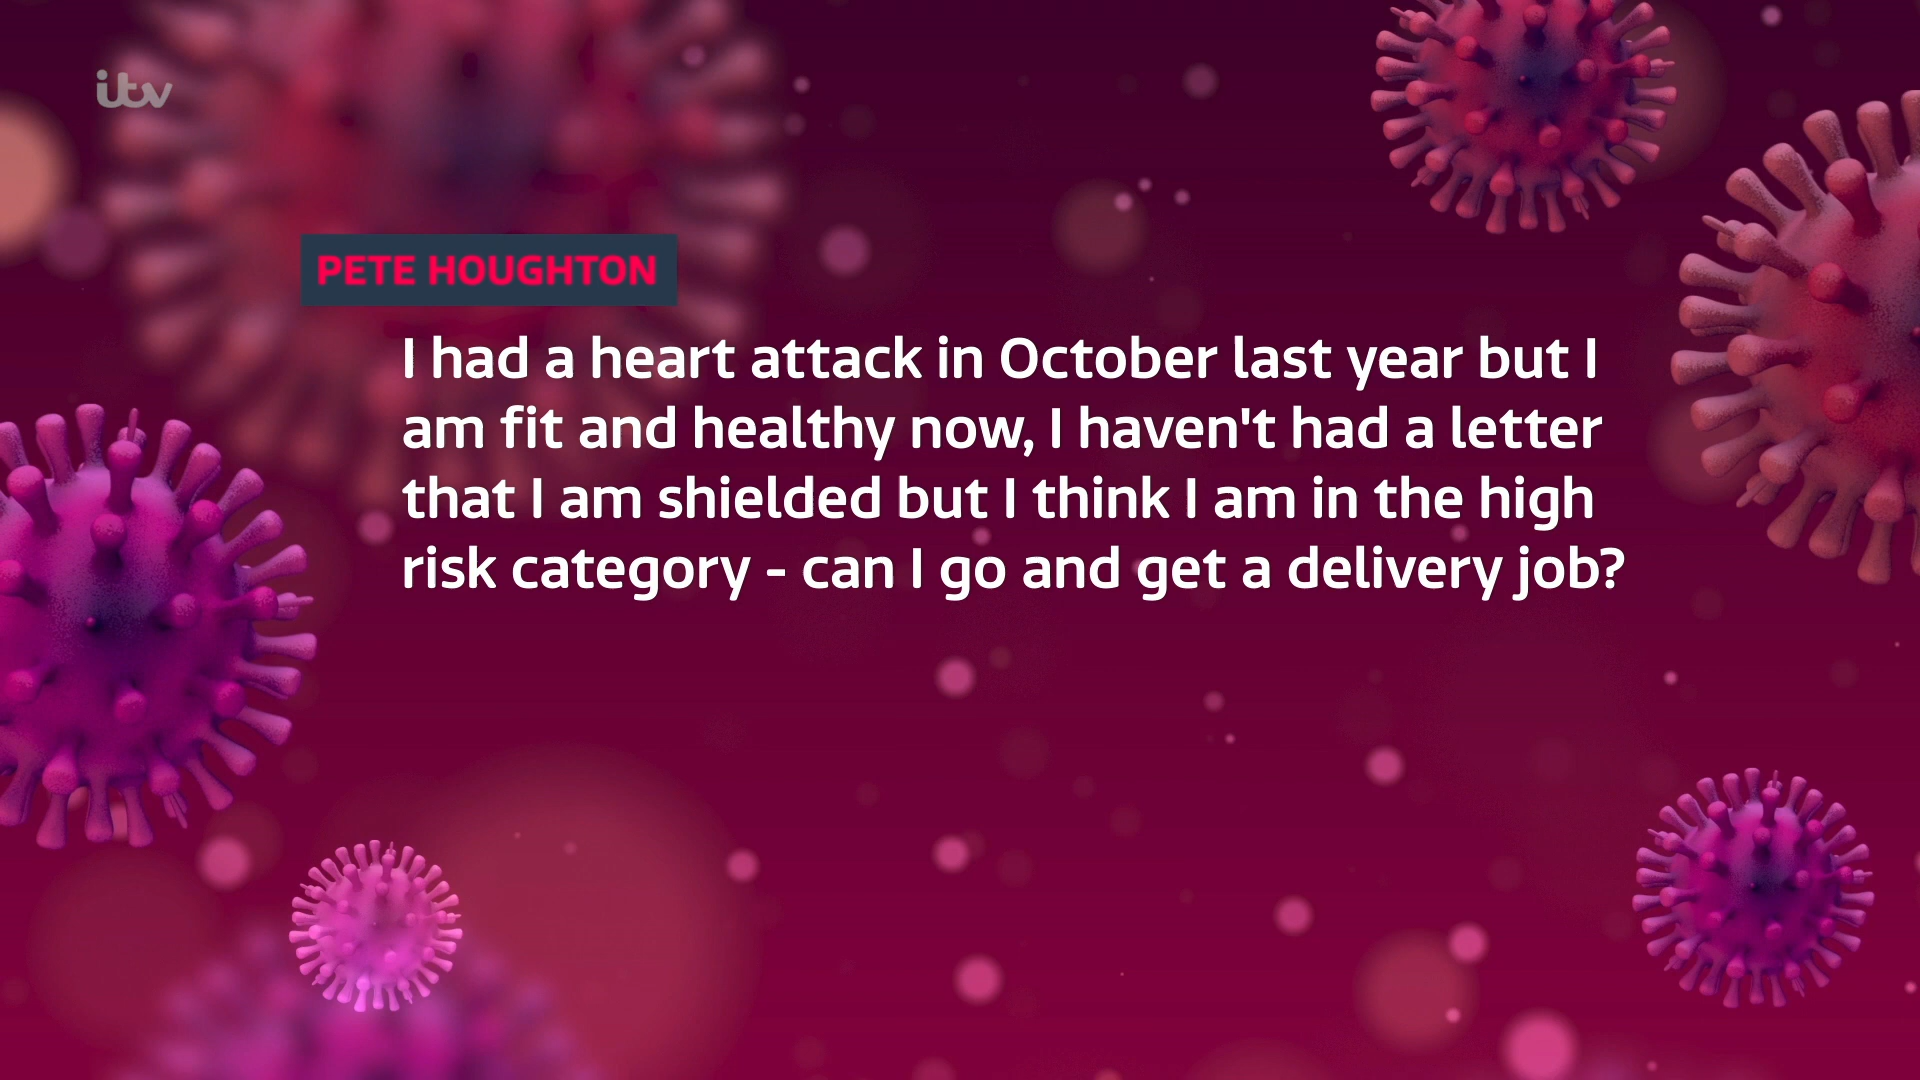 itv
PETE HOUGHTON
I had a heart attack in October last year but I
am fit and healthy now, I haven't had a letter
that I am shielded but I think I am in the high
risk category - can I go and get a delivery job?